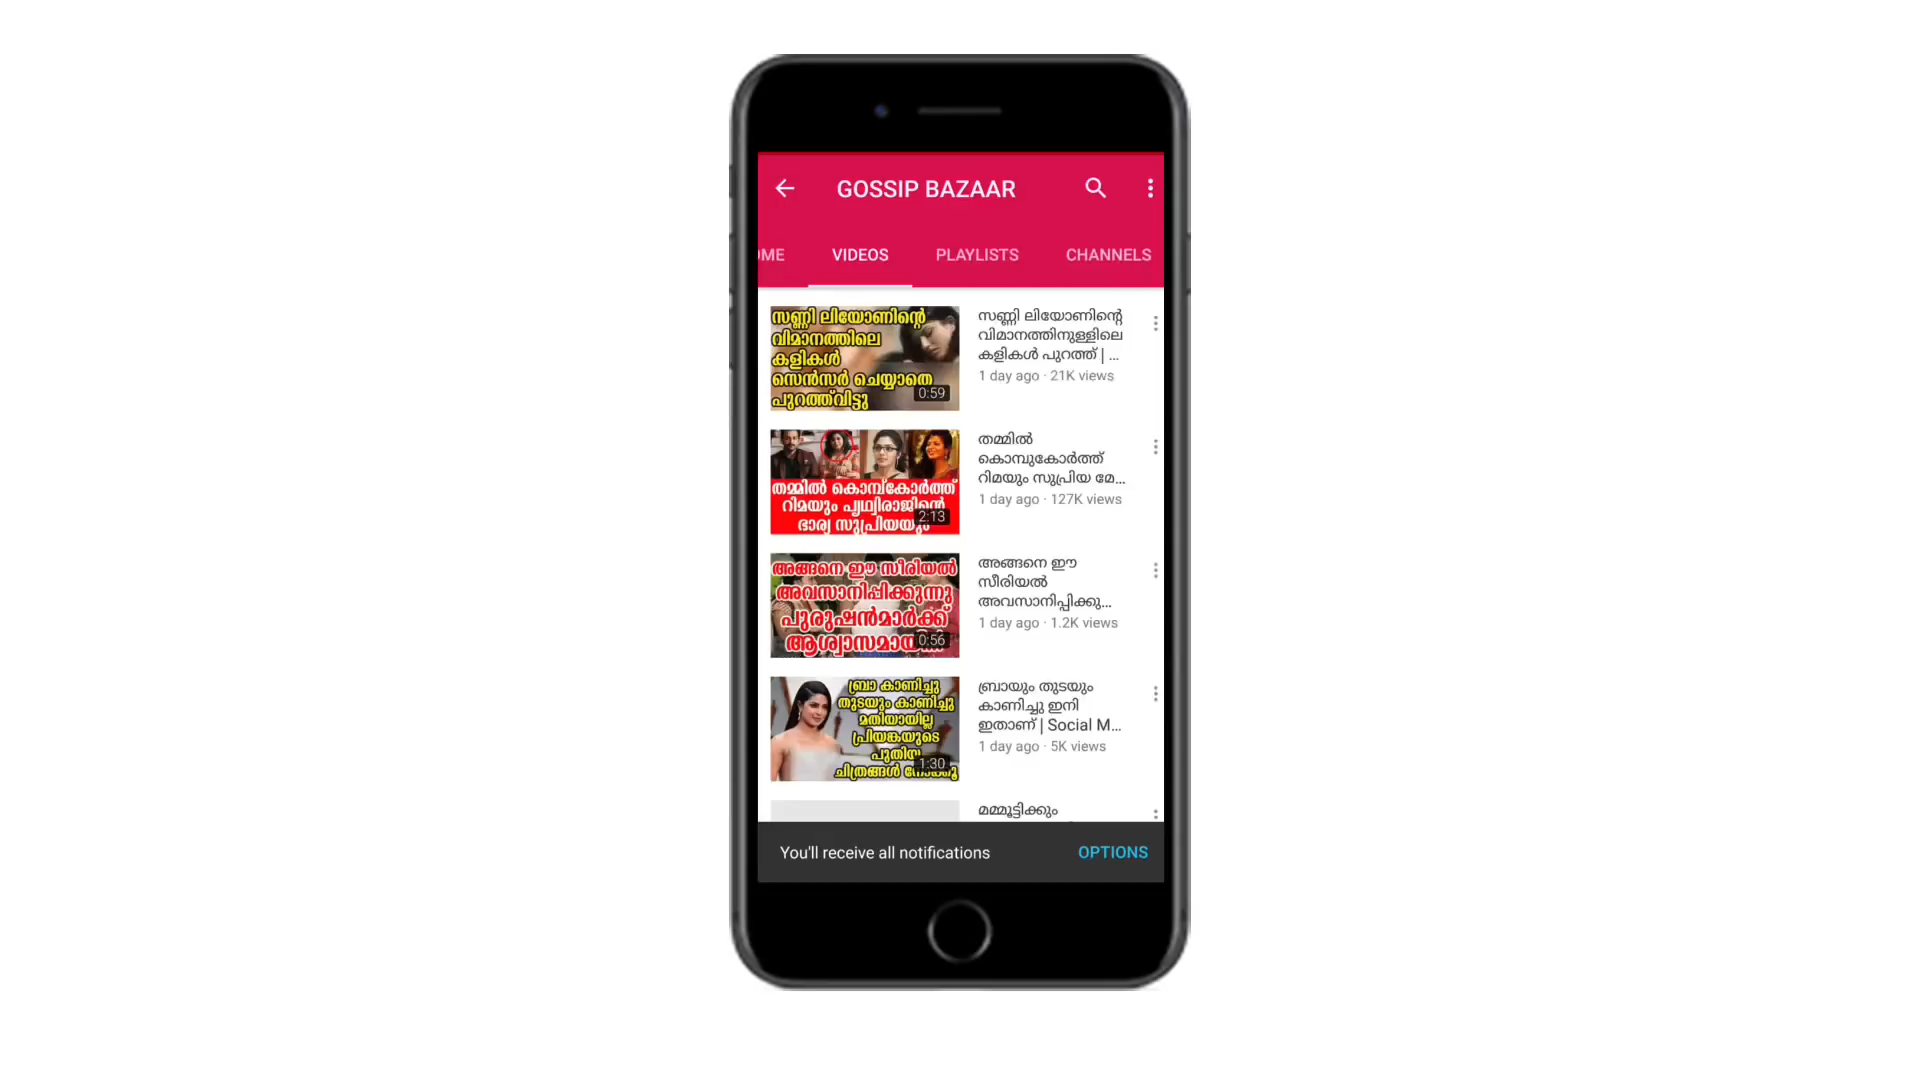 GOSSIP BAZAAR
OME
VIDEOS
PLAYLISTS
CHANNELS
സണ്ണി ലിയോണിന്റെ
വിമാനത്തിലെ
കളികൾ
സെൻസർ ചെയ്യാതെ
പുറത്ത്‌വിട്ടു
0:59
സണ്ണി ലിയോണിന്റെ
വിമാനത്തിനുള്ളിലെ
കളികൾ പുറത്ത് | ...
1 day ago · 21K views
തമ്മിൽ കൊമ്പ്കോർത്ത്
റിമയും പൃഥ്വിരാജിന്റെ
ഭാര്യ സുപ്രിയയും
2:13
തമ്മിൽ
കൊമ്പുകോർത്ത്
റിമയും സുപ്രിയ മേ...
1 day ago · 127K views
അങ്ങനെ ഈ സീരിയൽ
അവസാനിപ്പിക്കുന്നു
പുരുഷൻമാർക്ക്
0:56
അങ്ങനെ ഈ
സീരിയൽ
അവസാനിപ്പിക്കു...
1 day ago · 1.2K views
ബ്രാ കാണിച്ചു
തുടയും കാണിച്ചു
മതിയായില്ല
പ്രിയങ്കയുടെ
പുതിയ
ചിത്രങ്ങൾ നോക്കൂ
1:30
ബ്രായും തുടയും
കാണിച്ചു ഇനി
ഇതാണ് | Social M...
1 day ago · 5K views
മമ്മൂട്ടിക്കും
You'll receive all notifications
OPTIONS